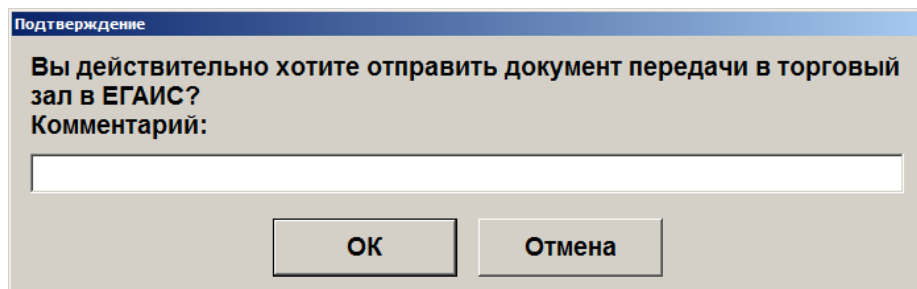 Подтверждение
Вы действительно хотите отправить документ передачи в торговый
зал в ЕГАИС?
Комментарий:
ОК
Отмена